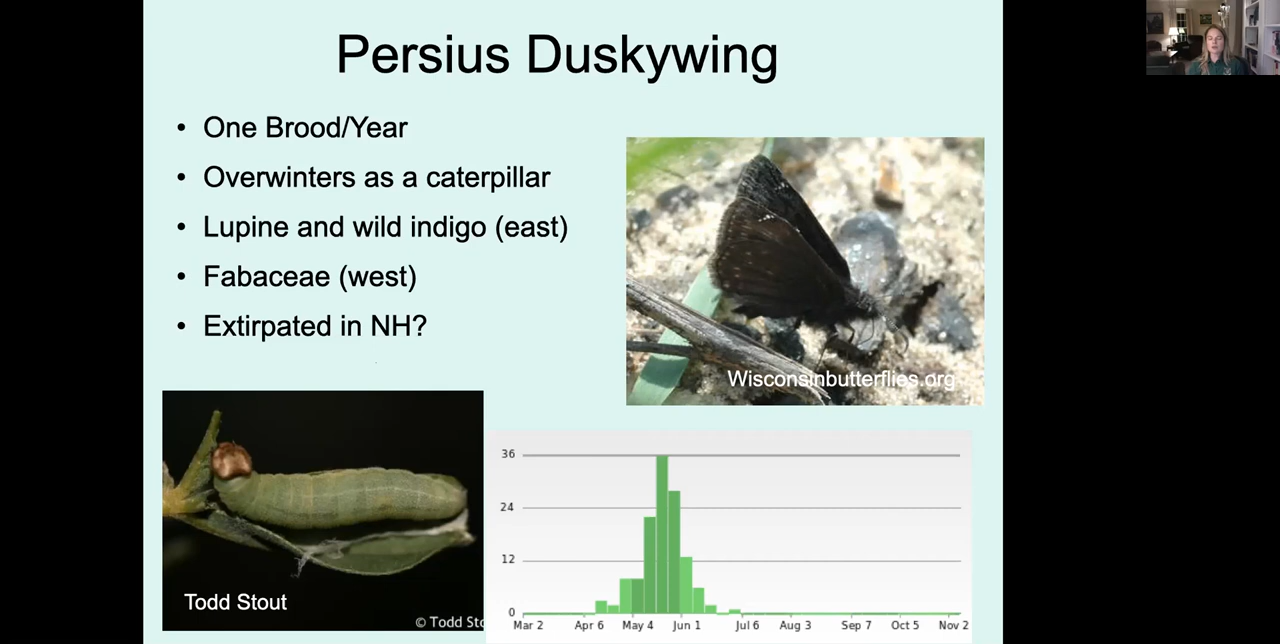 Persius Duskywing
• One Brood/Year
• Overwinters as a caterpillar
• Lupine and wild indigo (east)
• Fabaceae (west)
• Extirpated in NH?
Wisconsinbutterflies.org
Todd Stout
© Todd Sto
36
24
12
0
Mar 2 Apr 6 May 4 Jun 1 Jul 6 Aug 3 Sep 7 Oct 5 Nov 2